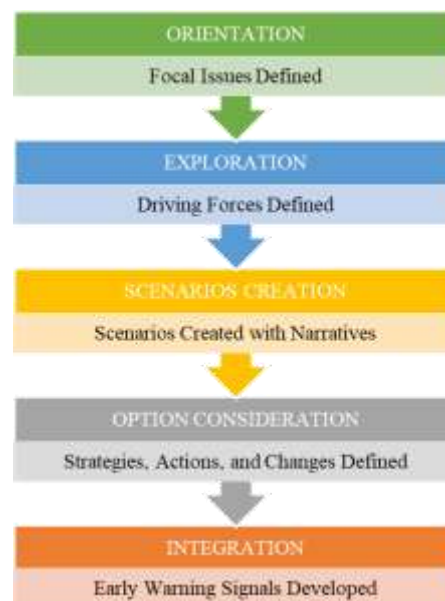 ORIENTATION
Focal Issues Defined
EXPLORATION
Driving Forces Defined
SCENARIOS CREATION
Scenarios Created with Narratives
OPTION CONSIDERATION
Strategies, Actions, and Changes Defined
INTEGRATION
Early Warning Signals Developed